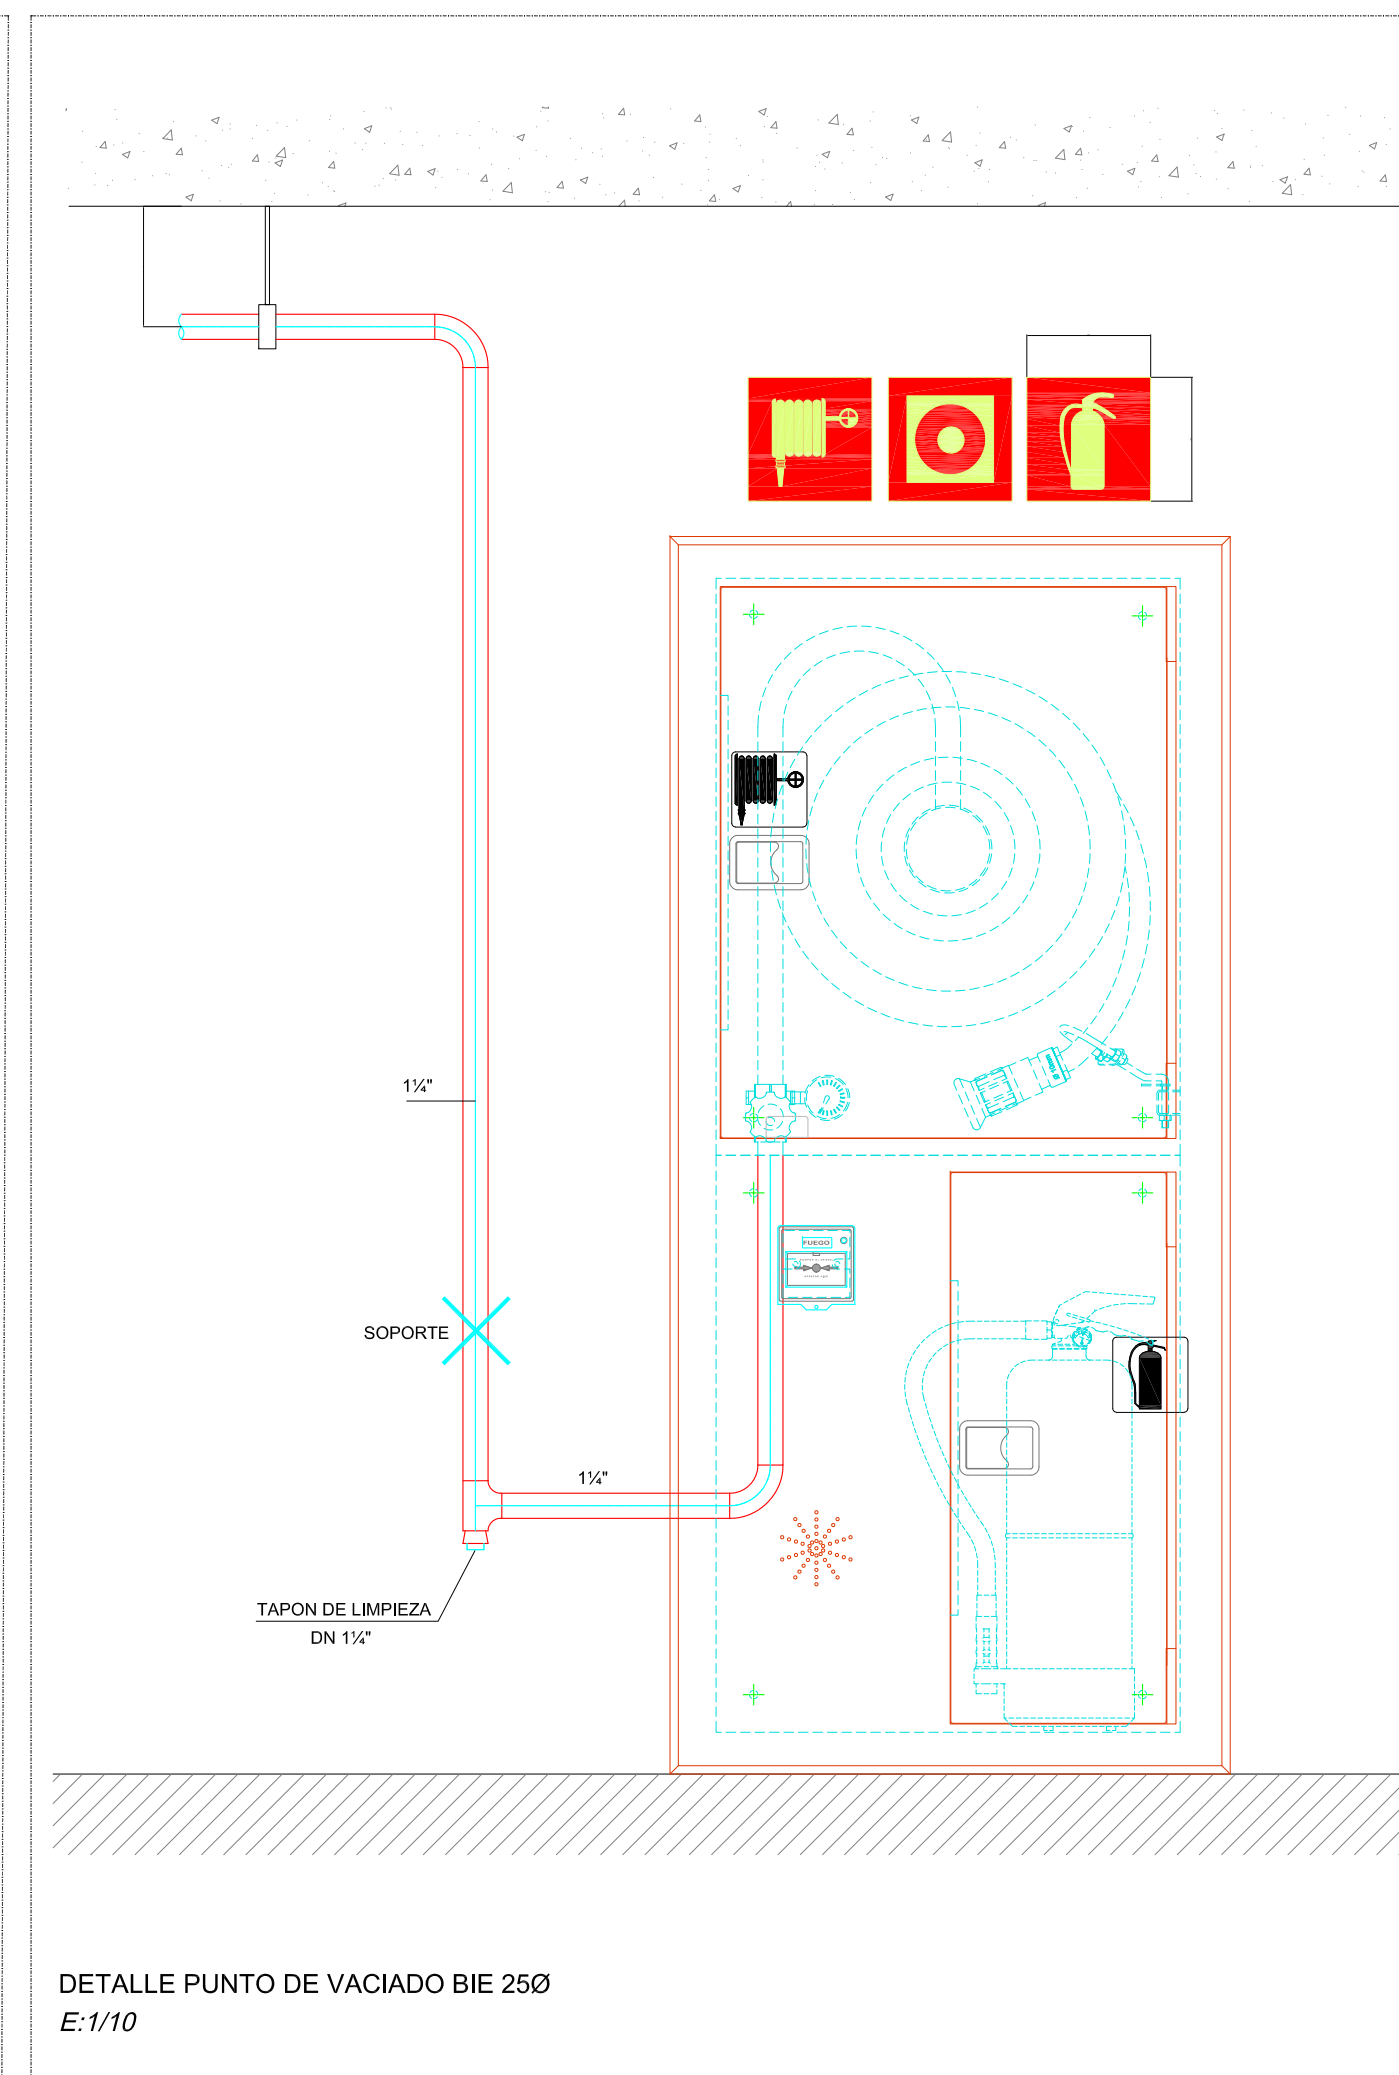 1¼"
FUEGO
SOPORTE
1¼"
TAPON DE LIMPIEZA
DN 1¼"
DETALLE PUNTO DE VACIADO BIE 25Ø
E:1/10